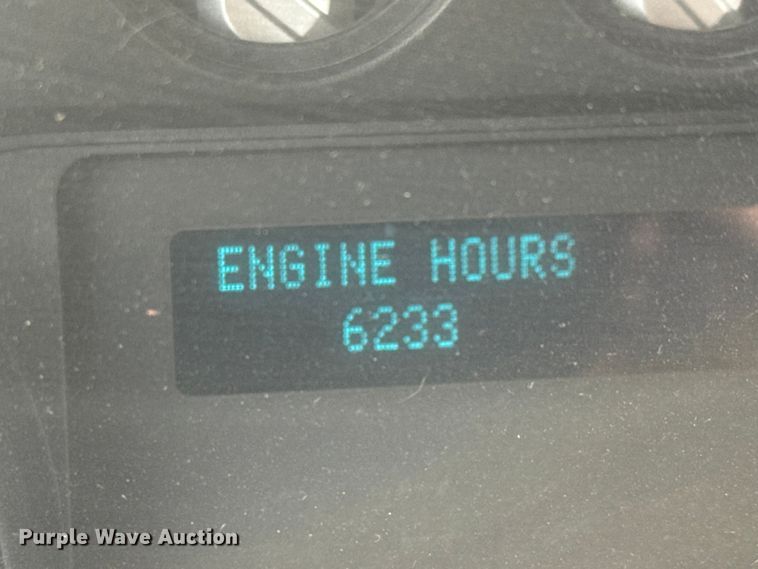 ENGINE HOURS
6233
Purple Wave Auction